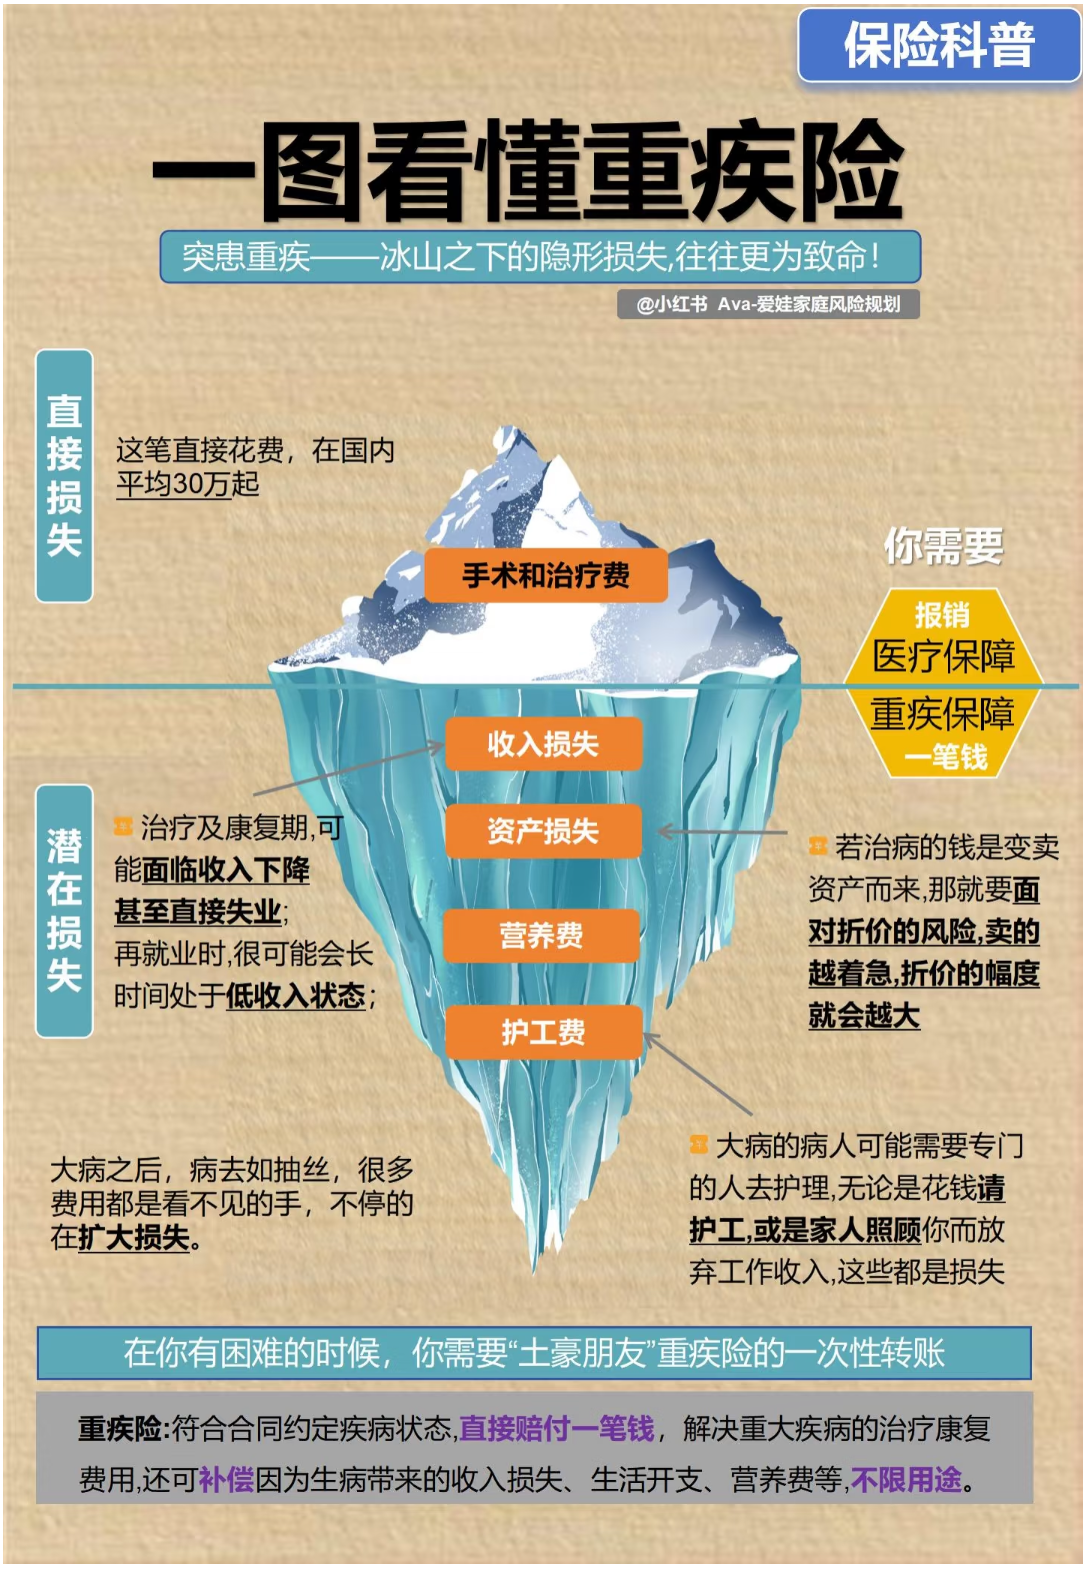 保险科普
一图看懂重疾险
突患重疾——冰山之下的隐形损失,往往更为致命！
@小红书 Ava-爱娃家庭风险规划
直接损失
这笔直接花费，在国内
平均30万起
手术和治疗费
你需要
报销
医疗保障
重疾保障
一笔钱
潜在损失
收入损失
资产损失
营养费
护工费
治疗及康复期,可
能面临收入下降
甚至直接失业;
再就业时,很可能会长
时间处于低收入状态;
若治病的钱是变卖
资产而来,那就要面
对折价的风险,卖的
越着急,折价的幅度
就会越大
大病之后，病去如抽丝，很多
费用都是看不见的手，不停的
在扩大损失。
大病的病人可能需要专门
的人去护理,无论是花钱请
护工,或是家人照顾你而放
弃工作收入,这些都是损失
在你有困难的时候，你需要“土豪朋友”重疾险的一次性转账
重疾险:符合合同约定疾病状态,直接赔付一笔钱，解决重大疾病的治疗康复
费用,还可补偿因为生病带来的收入损失、生活开支、营养费等,不限用途。